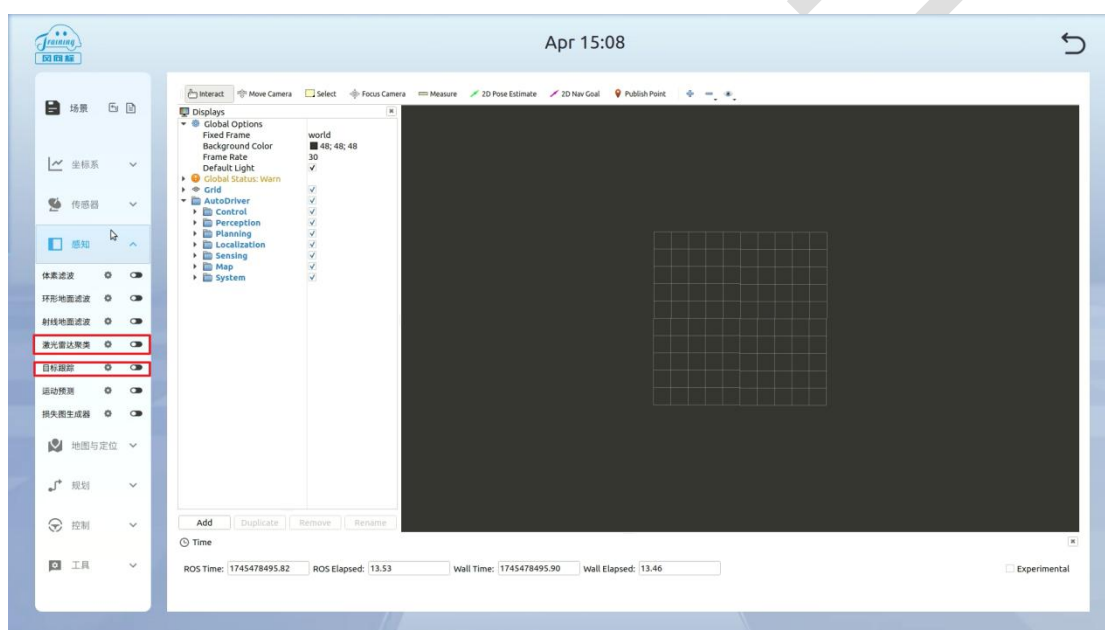 Training
风向标
Apr 15:08
场景
坐标系
传感器
感知
体素滤波
环形地面滤波
射线地面滤波
激光雷达聚类
目标跟踪
运动预测
损失图生成器
地图与定位
规划
控制
工具
Interact Move Camera Select Focus Camera Measure 2D Pose Estimate 2D Nav Goal Publish Point
Displays
Global Options
Fixed Frame world
Background Color 48; 48; 48
Frame Rate 30
Default Light
Global Status: Warn
Grid
AutoDriver
Control
Perception
Planning
Localization
Sensing
Map
System
Add Duplicate Remove Rename
Time
ROS Time: 1745478495.82 ROS Elapsed: 13.53 Wall Time: 1745478495.90 Wall Elapsed: 13.46 Experimental